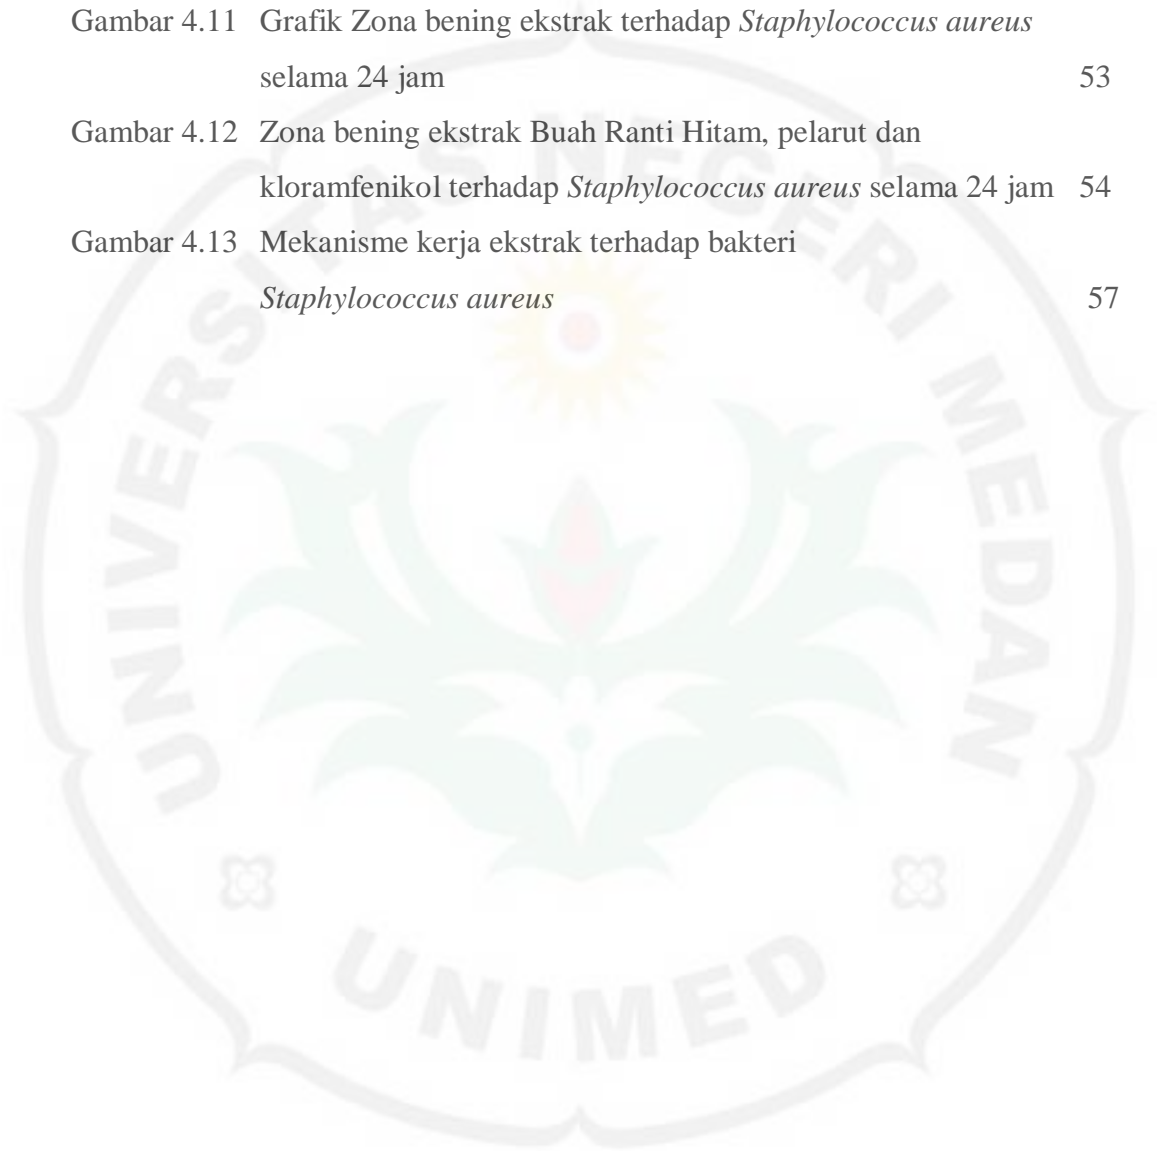 Gambar 4.11 Grafik Zona bening ekstrak terhadap Staphylococcus aureus
selama 24 jam 53
Gambar 4.12 Zona bening ekstrak Buah Ranti Hitam, pelarut dan
kloramfenikol terhadap Staphylococcus aureus selama 24 jam 54
Gambar 4.13 Mekanisme kerja ekstrak terhadap bakteri
Staphylococcus aureus 57
UNIVERSITAS NEGERI MEDAN
UNIMED